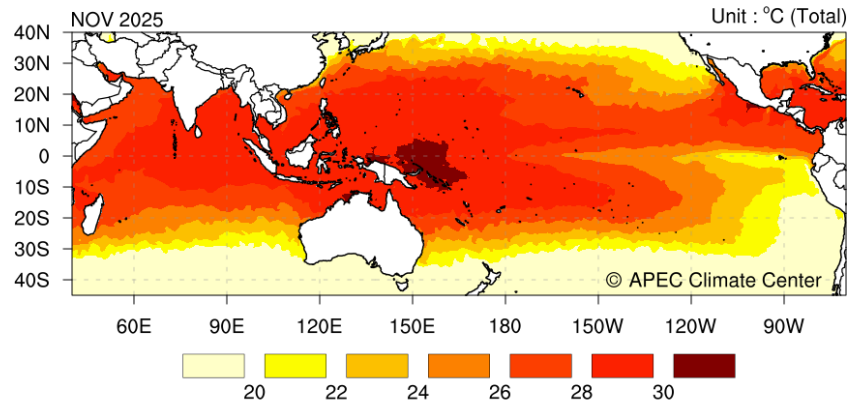 NOV 2025 Unit : °C (Total)
40N
30N
20N
10N
0
10S
20S
30S
40S
© APEC Climate Center
60E 90E 120E 150E 180 150W 120W 90W
20 22 24 26 28 30